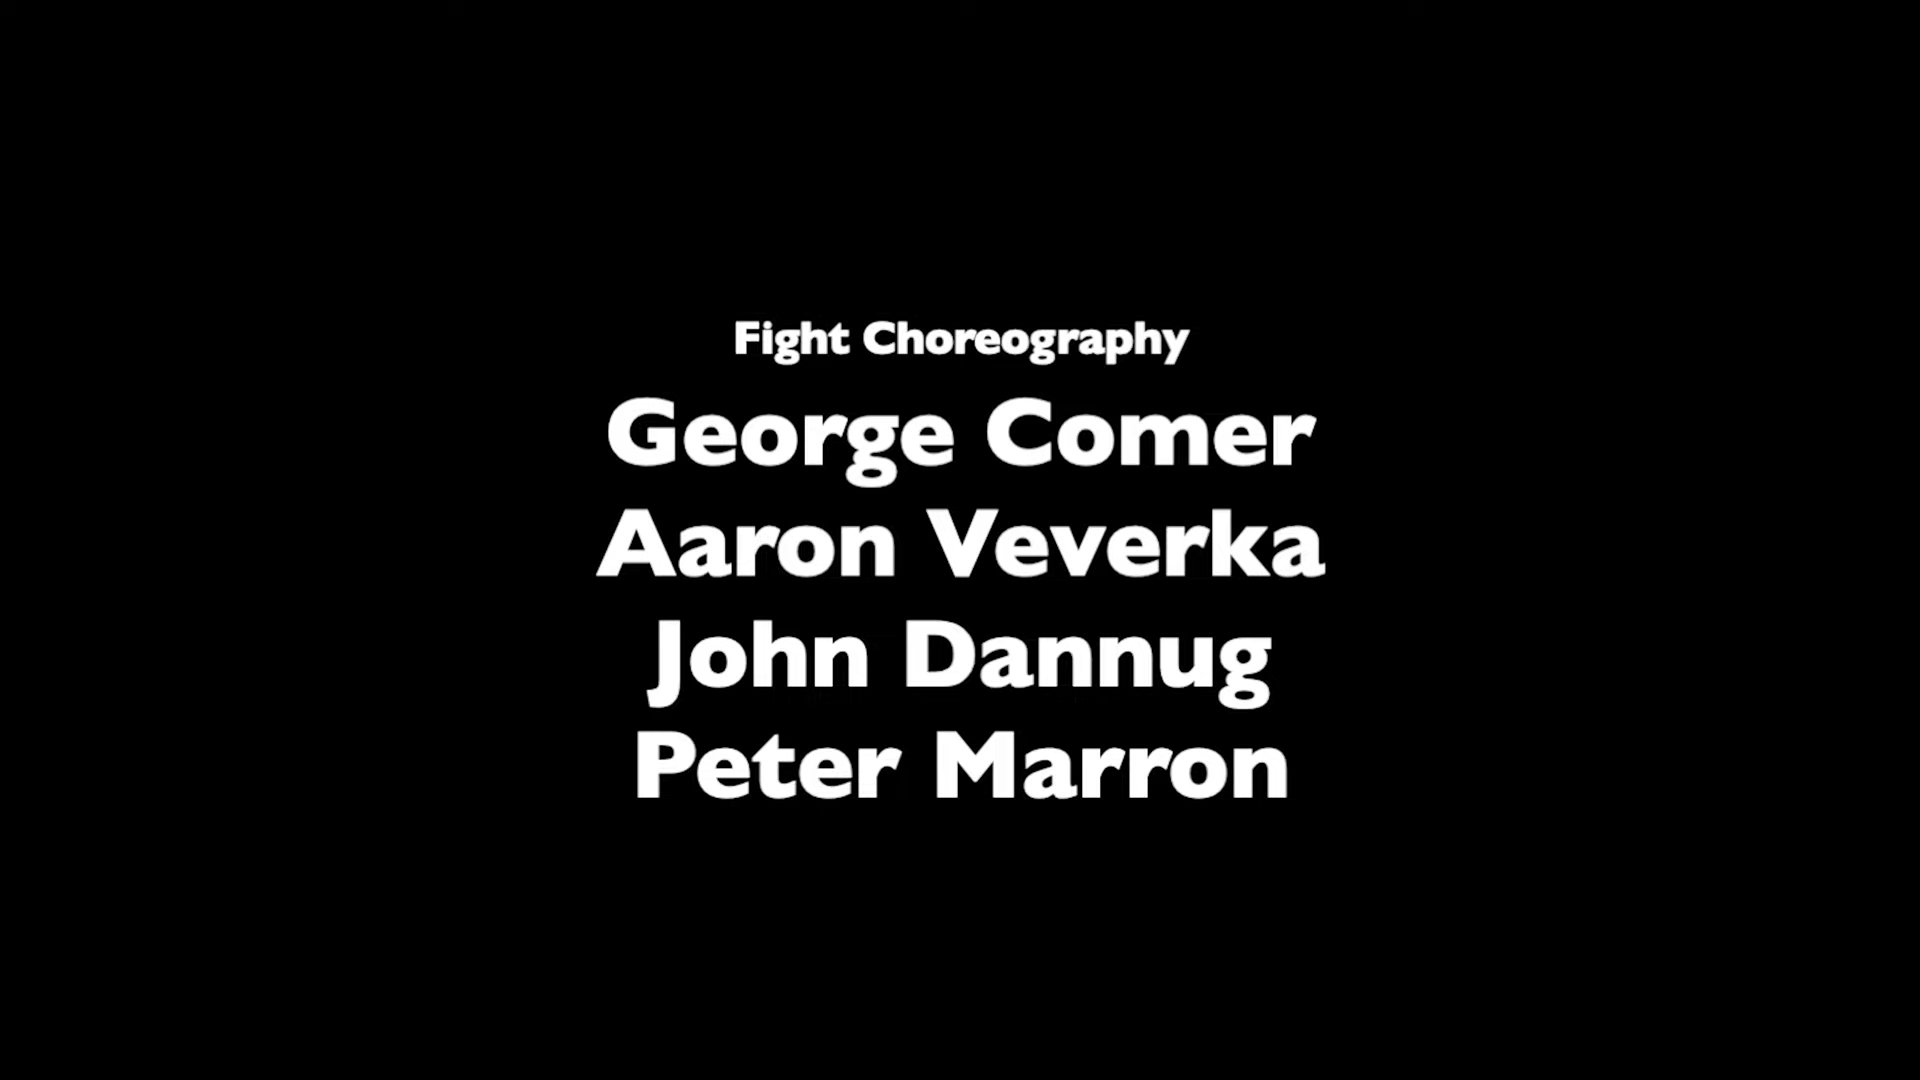 Fight Choreography
George Comer
Aaron Veverka
John Dannug
Peter Marron